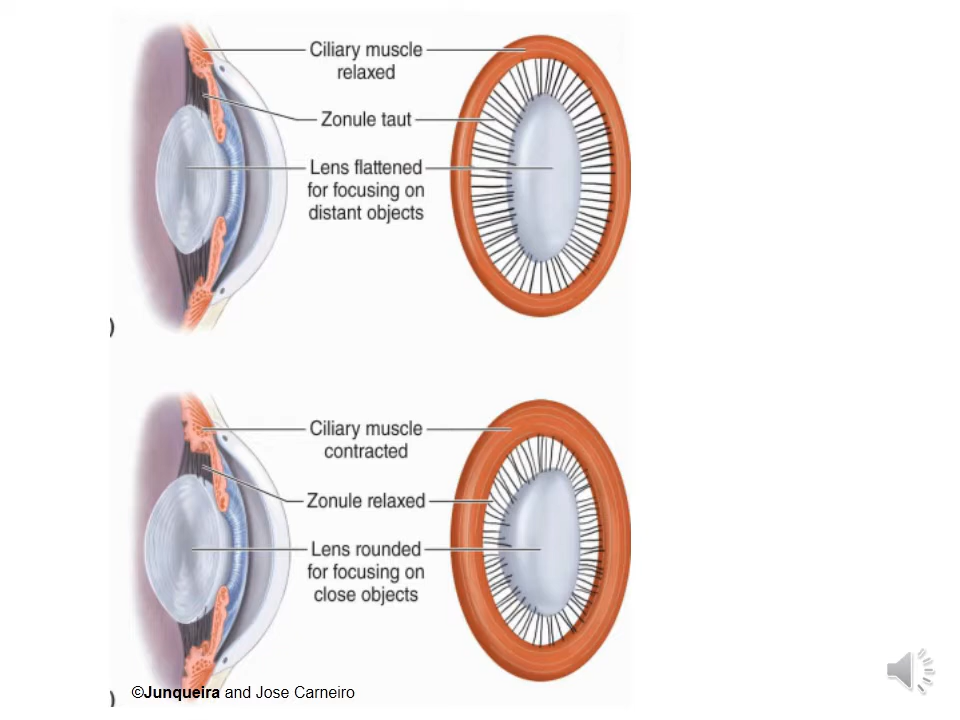 Ciliary muscle
relaxed
Zonule taut
Lens flattened
for focusing on
distant objects
)
Ciliary muscle
contracted
Zonule relaxed
Lens rounded
for focusing on
close objects
)
©Junqueira and Jose Carneiro